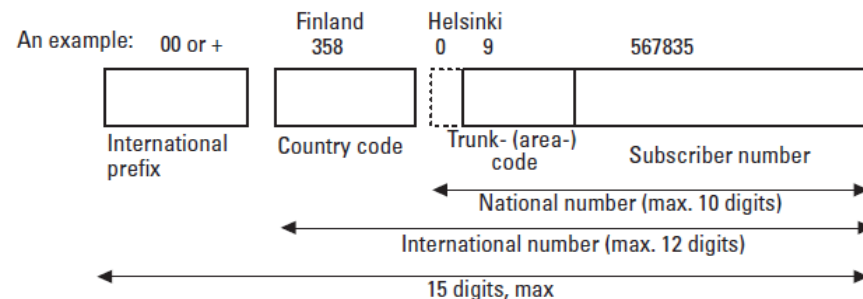 Finland Helsinki
An example: 00 or + 358 0 9 567835
International prefix
Country code
Trunk- (area-) code
Subscriber number
National number (max. 10 digits)
International number (max. 12 digits)
15 digits, max